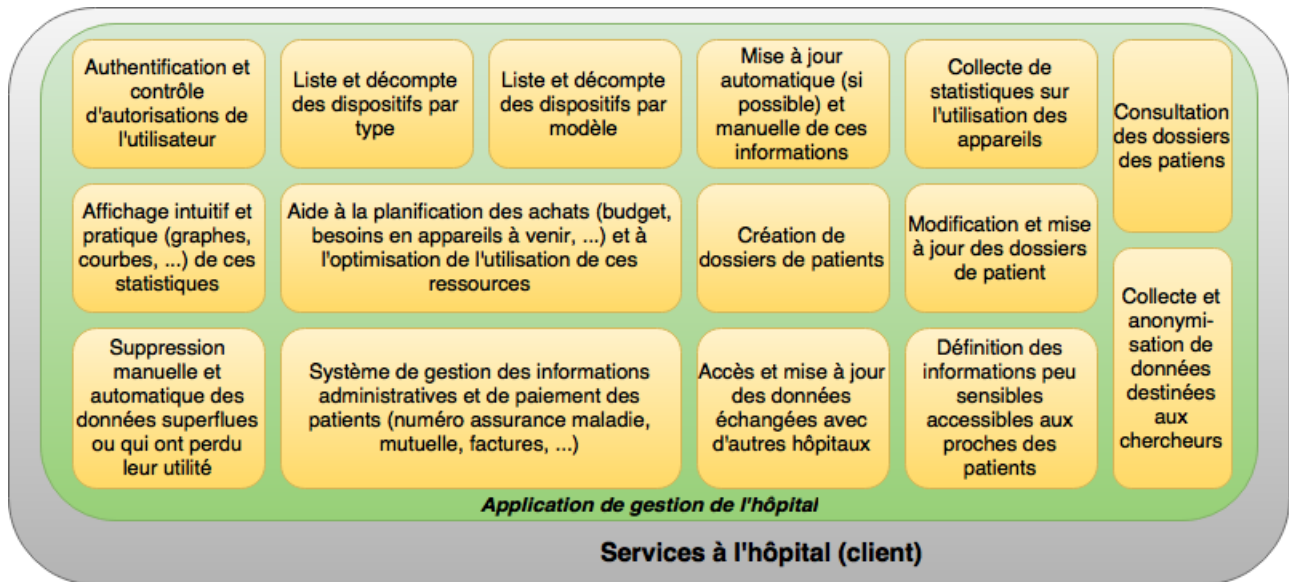 Authentification et
contrôle
d'autorisations de
l'utilisateur
Liste et décompte
des dispositifs par
type
Liste et décompte
des dispositifs par
modèle
Mise à jour
automatique (si
possible) et
manuelle de ces
informations
Collecte de
statistiques sur
l'utilisation des
appareils
Consultation
des dossiers
des patiens
Affichage intuitif et
pratique (graphes,
courbes, ...) de ces
statistiques
Aide à la planification des achats (budget,
besoins en appareils à venir, ...) et à
l'optimisation de l'utilisation de ces
ressources
Création de
dossiers de patients
Modification et mise
à jour des dossiers
de patient
Collecte et
anonymi-
sation de
données
destinées
aux
chercheurs
Suppression
manuelle et
automatique des
données superflues
ou qui ont perdu
leur utilité
Système de gestion des informations
administratives et de paiement des
patients (numéro assurance maladie,
mutuelle, factures, ...)
Accès et mise à jour
des données
échangées avec
d'autres hôpitaux
Définition des
informations peu
sensibles
accessibles aux
proches des
patients
Application de gestion de l'hôpital
Services à l'hôpital (client)